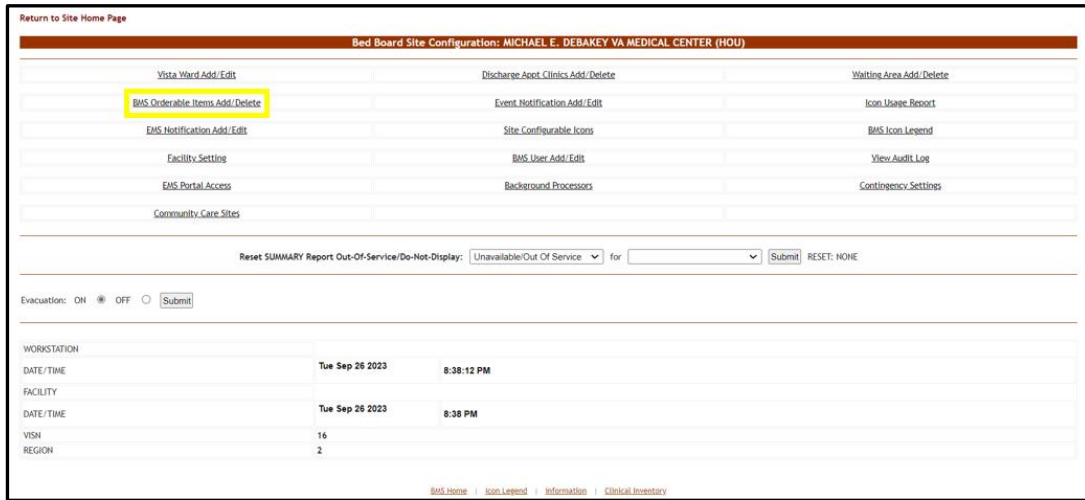 Return to Site Home Page
Bed Board Site Configuration: MICHAEL E. DEBAKEY VA MEDICAL CENTER (HOU)
Vista Ward Add/Edit Discharge Appt Clinics Add/Delete Waiting Area Add/Delete
BMS Orderable Items Add/Delete Event Notification Add/Edit Icon Usage Report
EMS Notification Add/Edit Site Configurable Icons BMS Icon Legend
Facility Setting BMS User Add/Edit View Audit Log
EMS Portal Access Background Processors Contingency Settings
Community Care Sites
Reset SUMMARY Report Out-Of-Service/Do-Not-Display: Unavailable/Out Of Service for Submit RESET: NONE
Evacuation: ON OFF Submit
WORKSTATION
DATE/TIME Tue Sep 26 2023 8:38:12 PM
FACILITY
DATE/TIME Tue Sep 26 2023 8:38 PM
VISN 16
REGION 2
BMS Home | Icon Legend | Information | Clinical Inventory